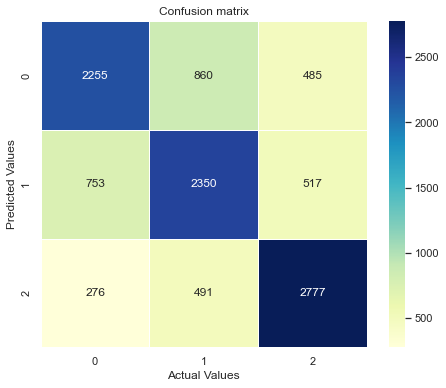 Confusion matrix
0 2255 860 485
1 753 2350 517
2 276 491 2777
0 1 2
Predicted Values
Actual Values
2500
2000
1500
1000
500